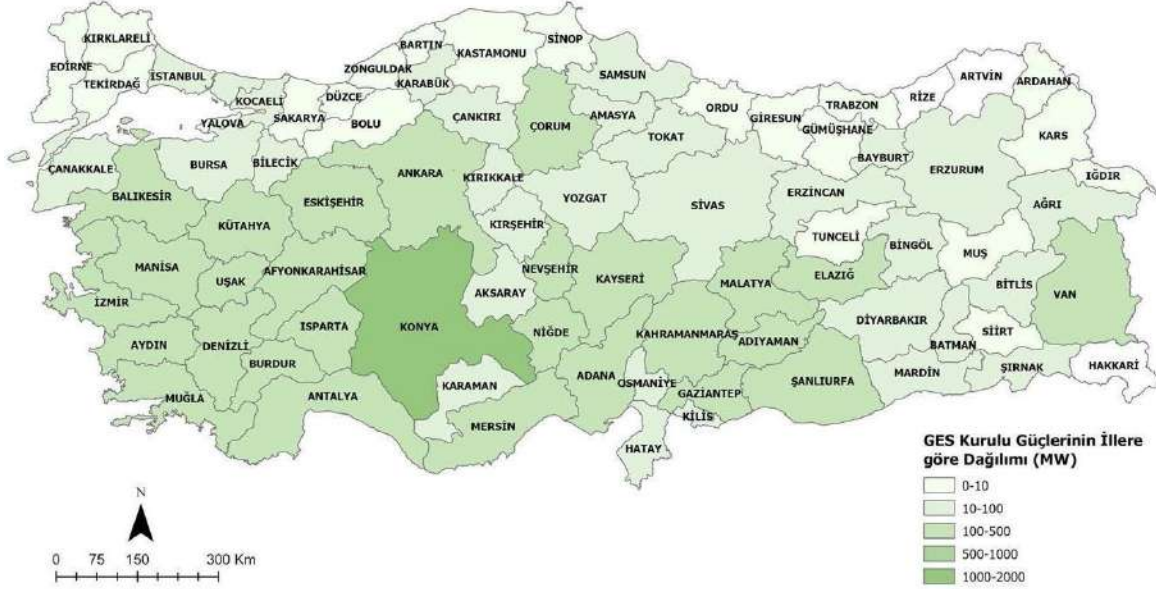 KIRKLARELİ
EDİRNE
TEKİRDAĞ
İSTANBUL
KOCAELİ
YALOVA
SAKARYA
DÜZCE
ZONGULDAK
BARTIN
KARABÜK
KASTAMONU
SİNOP
BOLU
ÇANKIRI
ÇORUM
SAMSUN
AMASYA
TOKAT
ORDU
GİRESUN
TRABZON
GÜMÜŞHANE
BAYBURT
RİZE
ARTVİN
ARDAHAN
KARS
IĞDIR
ERZURUM
AĞRI
ÇANAKKALE
BURSA
BİLECİK
BALIKESİR
KÜTAHYA
ESKİŞEHİR
ANKARA
KIRIKKALE
KIRŞEHİR
YOZGAT
SİVAS
ERZİNCAN
TUNCELİ
BİNGÖL
MUŞ
BİTLİS
VAN
MANİSA
UŞAK
AFYONKARAHİSAR
İZMİR
AYDIN
DENİZLİ
ISPARTA
BURDUR
MUĞLA
ANTALYA
KONYA
AKSARAY
NEVŞEHİR
NİĞDE
KAYSERİ
KARAMAN
MERSİN
ADANA
OSMANİYE
HATAY
KİLİS
GAZİANTEP
KAHRAMANMARAŞ
MALATYA
ELAZIĞ
ADIYAMAN
ŞANLIURFA
DİYARBAKIR
MARDİN
BATMAN
SİİRT
ŞIRNAK
HAKKARİ
GES Kurulu Güçlerinin İllere
göre Dağılımı (MW)
0-10
10-100
100-500
500-1000
1000-2000
N
0 75 150 300 Km